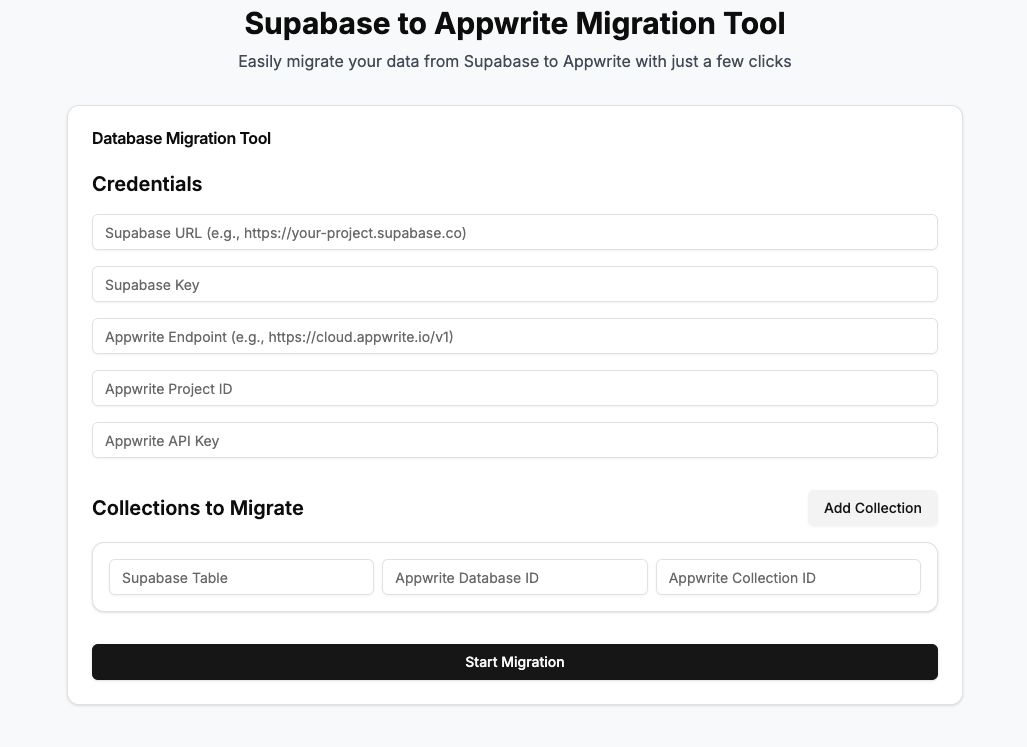 Supabase to Appwrite Migration Tool
Easily migrate your data from Supabase to Appwrite with just a few clicks
Database Migration Tool
Credentials
Supabase URL (e.g., https://your-project.supabase.co)
Supabase Key
Appwrite Endpoint (e.g., https://cloud.appwrite.io/v1)
Appwrite Project ID
Appwrite API Key
Collections to Migrate
Add Collection
Supabase Table
Appwrite Database ID
Appwrite Collection ID
Start Migration